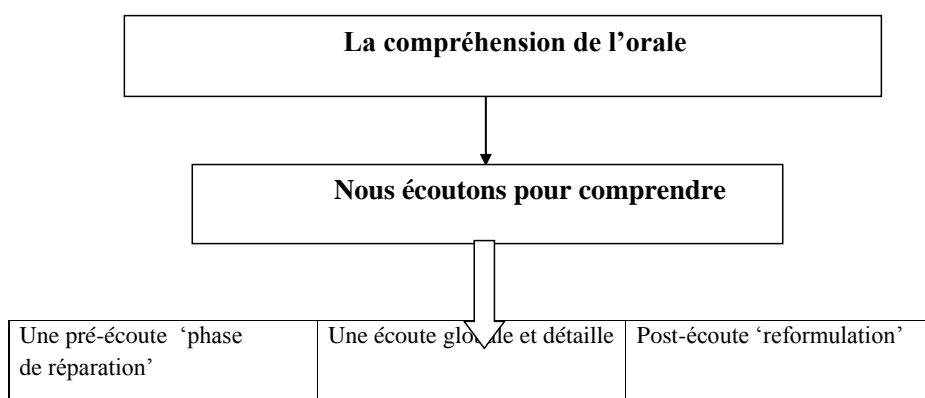 La compréhension de l’orale
Nous écoutons pour comprendre
Une pré-écoute ‘phase
de réparation’
Une écoute globale et détaille
Post-écoute ‘reformulation’